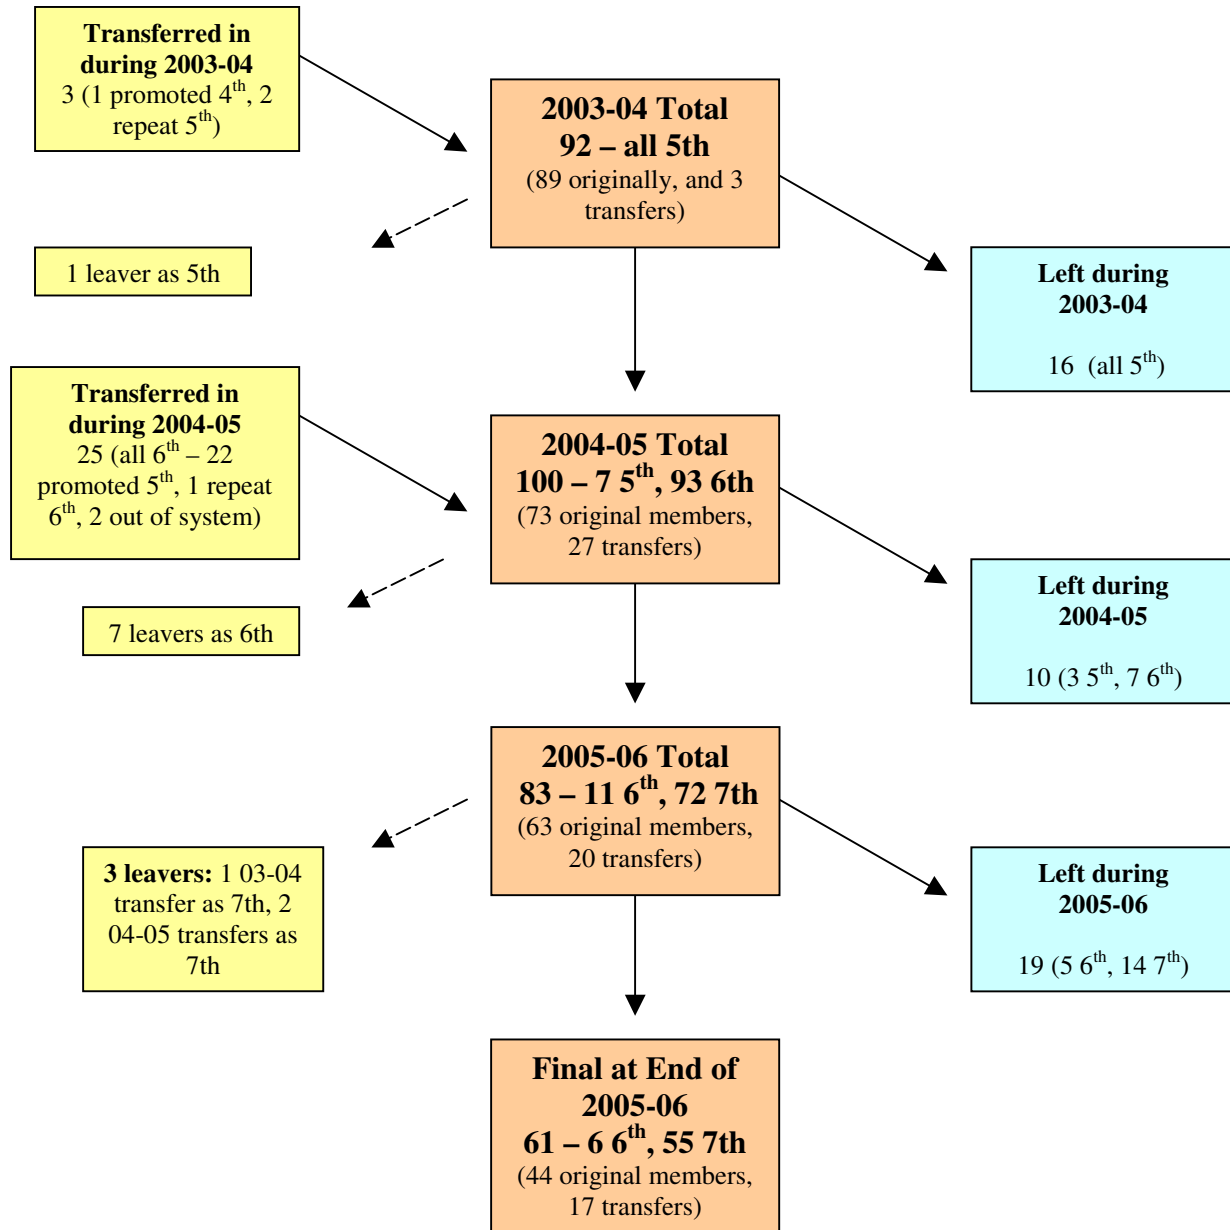 Transferred in
during 2003-04
3 (1 promoted 4th, 2
repeat 5th)
2003-04 Total
92 – all 5th
(89 originally, and 3
transfers)
1 leaver as 5th
Left during
2003-04
16 (all 5th)
Transferred in
during 2004-05
25 (all 6th – 22
promoted 5th, 1 repeat
6th, 2 out of system)
2004-05 Total
100 – 7 5th, 93 6th
(73 original members,
27 transfers)
7 leavers as 6th
Left during
2004-05
10 (3 5th, 7 6th)
2005-06 Total
83 – 11 6th, 72 7th
(63 original members,
20 transfers)
3 leavers: 1 03-04
transfer as 7th, 2
04-05 transfers as
7th
Left during
2005-06
19 (5 6th, 14 7th)
Final at End of
2005-06
61 – 6 6th, 55 7th
(44 original members,
17 transfers)